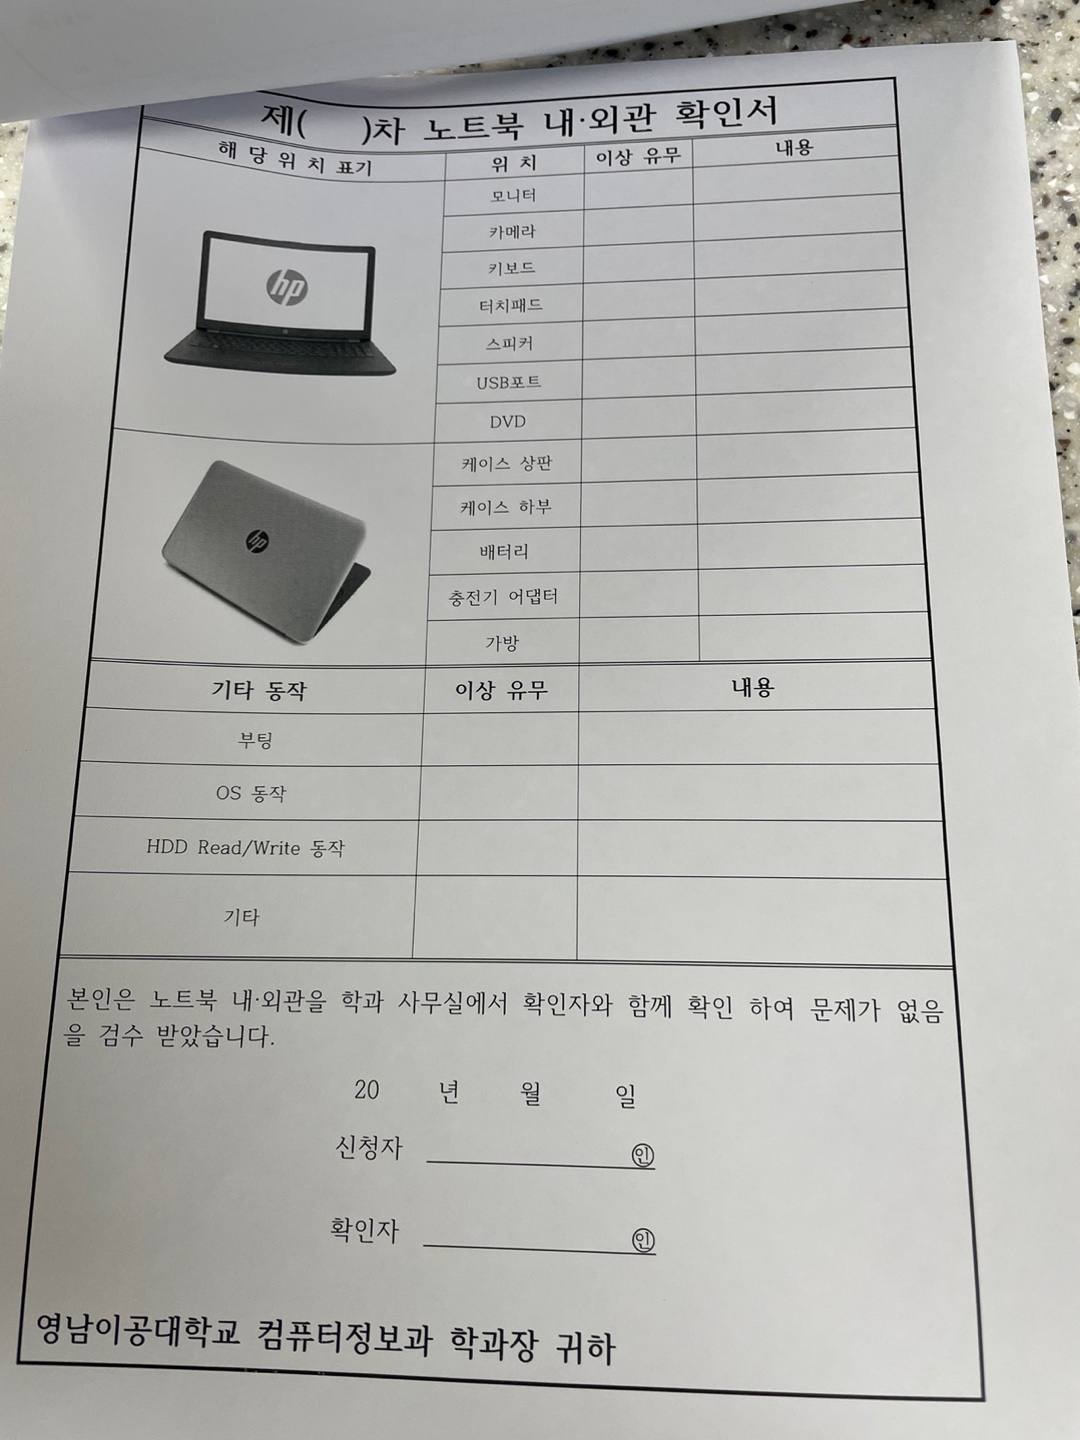 제( )차 노트북 내·외관 확인서
해 당 위 치 표기 위 치 이상 유무 내용
모니터
카메라
키보드
터치패드
스피커
USB포트
DVD
hp
케이스 상판
케이스 하부
배터리
충전기 어댑터
가방
hp
기타 동작 이상 유무 내용
부팅
OS 동작
HDD Read/Write 동작
기타
본인은 노트북 내·외관을 학과 사무실에서 확인자와 함께 확인 하여 문제가 없음
을 검수 받았습니다.
20 년 월 일
신청자 ㉑인
확인자 인
영남이공대학교 컴퓨터정보과 학과장 귀하